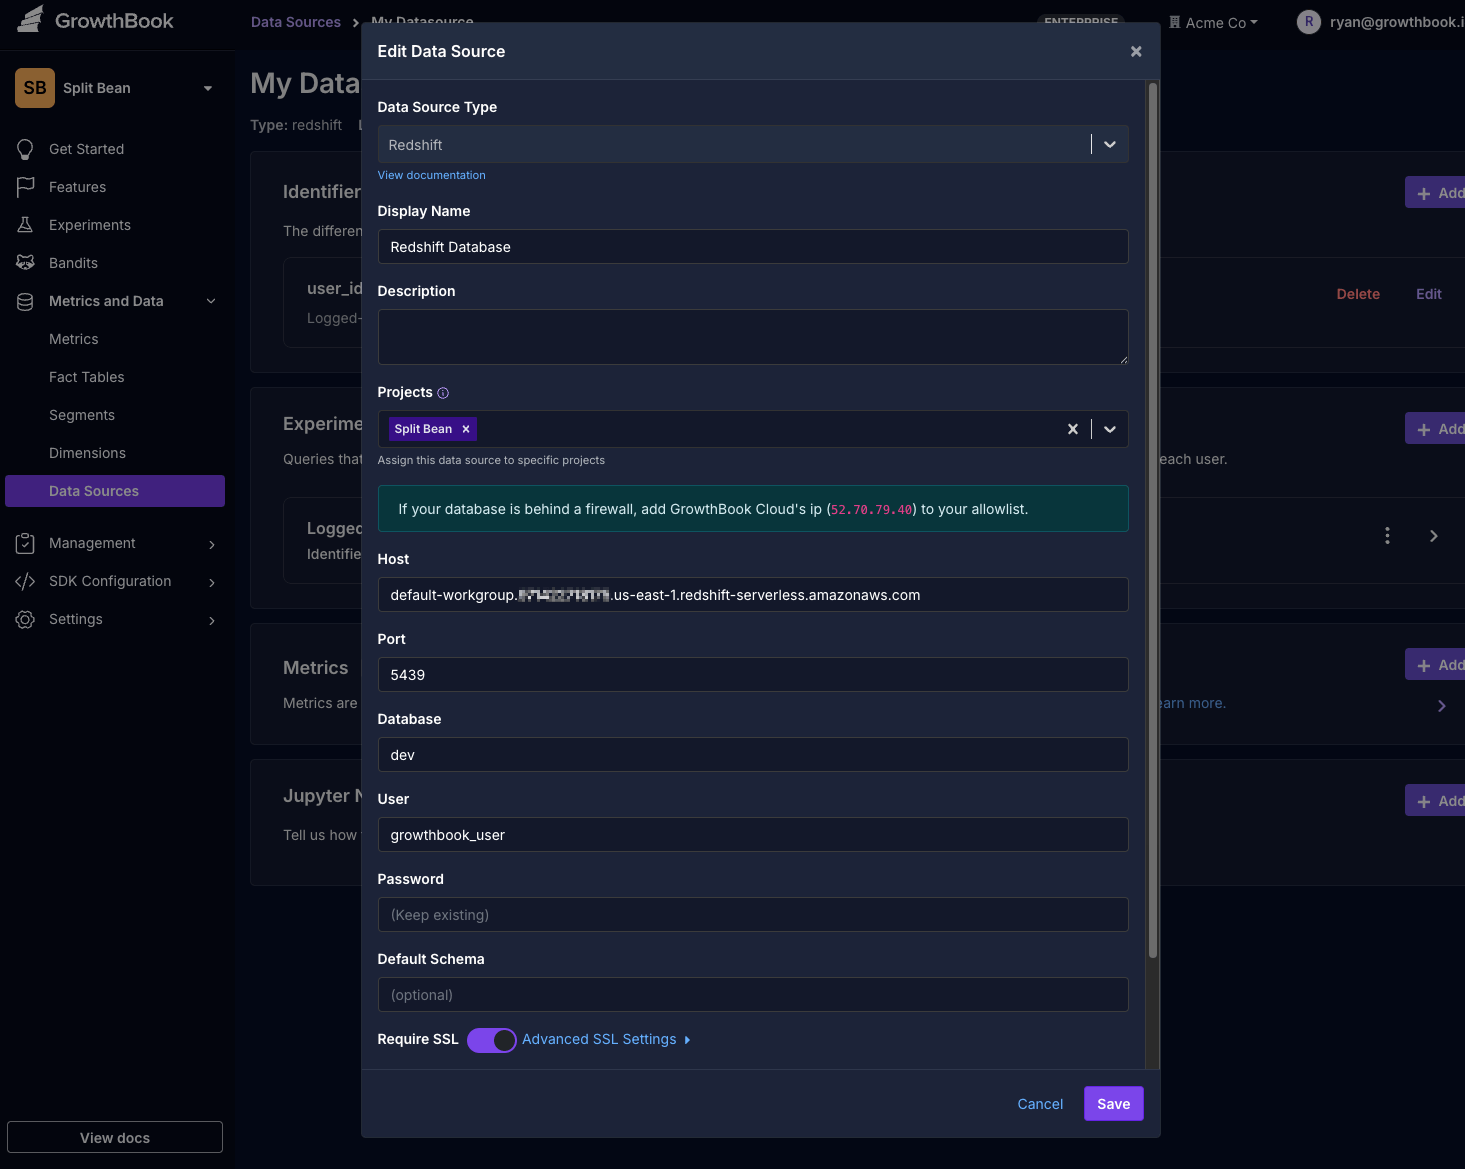 GrowthBook
Data Sources > My Datasource
ENTERPRISE
Acme Co
R
ryan@growthbook.i
SB Split Bean
Get Started
Features
Experiments
Bandits
Metrics and Data
Metrics
Fact Tables
Segments
Dimensions
Data Sources
Management
SDK Configuration
Settings
View docs
My Data
Type: redshift
Identifier
The differen
user_id
Logged-
+ Add
Delete
Edit
Experime
Queries that
each user.
+ Add
Logged
Identifie
Metrics
Metrics are
earn more.
+ Add
Jupyter N
Tell us how
+ Add
Edit Data Source
×
Data Source Type
Redshift
View documentation
Display Name
Redshift Database
Description
Projects
Split Bean ×
Assign this data source to specific projects
If your database is behind a firewall, add GrowthBook Cloud's ip (52.70.79.40) to your allowlist.
Host
default-workgroup. .us-east-1.redshift-serverless.amazonaws.com
Port
5439
Database
dev
User
growthbook_user
Password
(Keep existing)
Default Schema
(optional)
Require SSL
Advanced SSL Settings
Cancel
Save